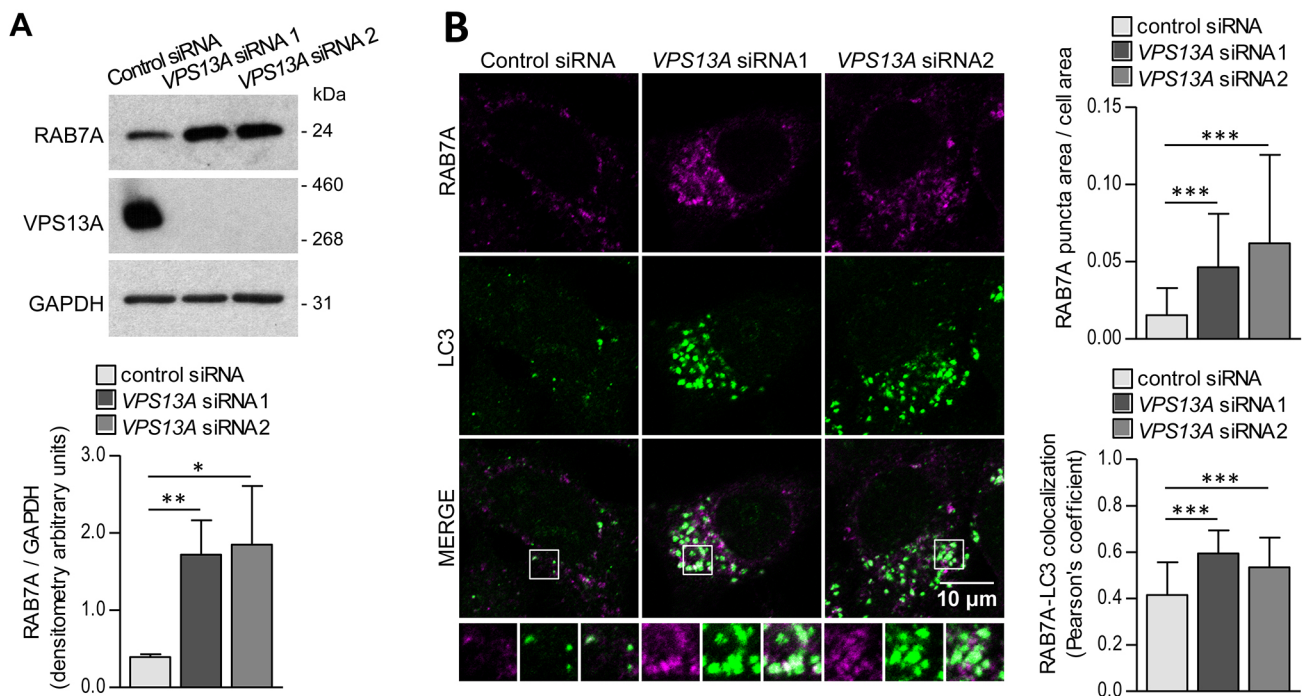 A
Control siRNA
VPS13A siRNA 1
VPS13A siRNA 2
kDa
RAB7A
- 24
- 460
VPS13A
- 268
GAPDH
- 31
control siRNA
VPS13A siRNA1
VPS13A siRNA2
RAB7A / GAPDH
(densitometry arbitrary units)
3.0
2.0
1.0
0.0
*
**
B
Control siRNA
VPS13A siRNA1
VPS13A siRNA2
RAB7A
LC3
MERGE
10 µm
control siRNA
VPS13A siRNA1
VPS13A siRNA2
RAB7A puncta area / cell area
0.15
0.10
0.05
0.00
***
***
control siRNA
VPS13A siRNA1
VPS13A siRNA2
RAB7A-LC3 colocalization
(Pearson's coefficient)
1.0
0.8
0.6
0.4
0.2
0.0
***
***